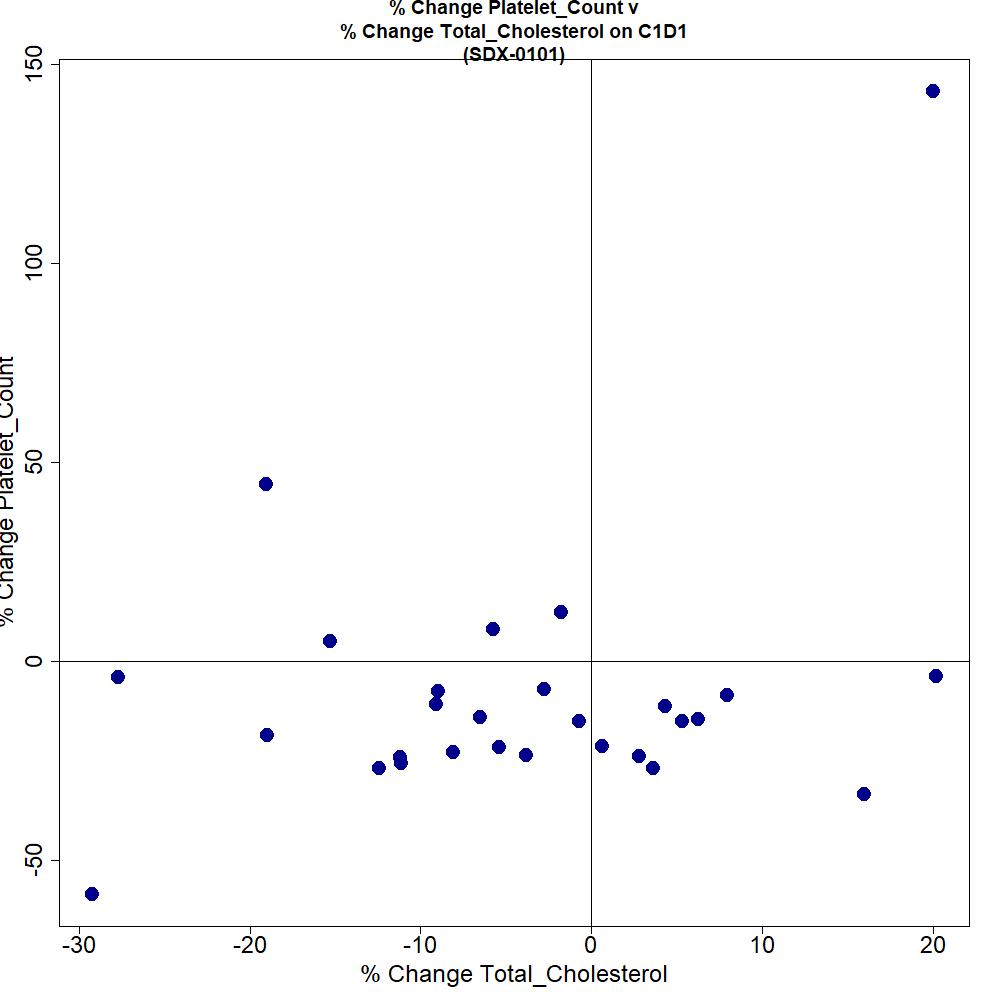 % Change Platelet_Count v
% Change Total_Cholesterol on C1D1
(SDX-0101)
150
100
50
0
-50
% Change Platelet_Count
-30
-20
-10
0
10
20
% Change Total_Cholesterol